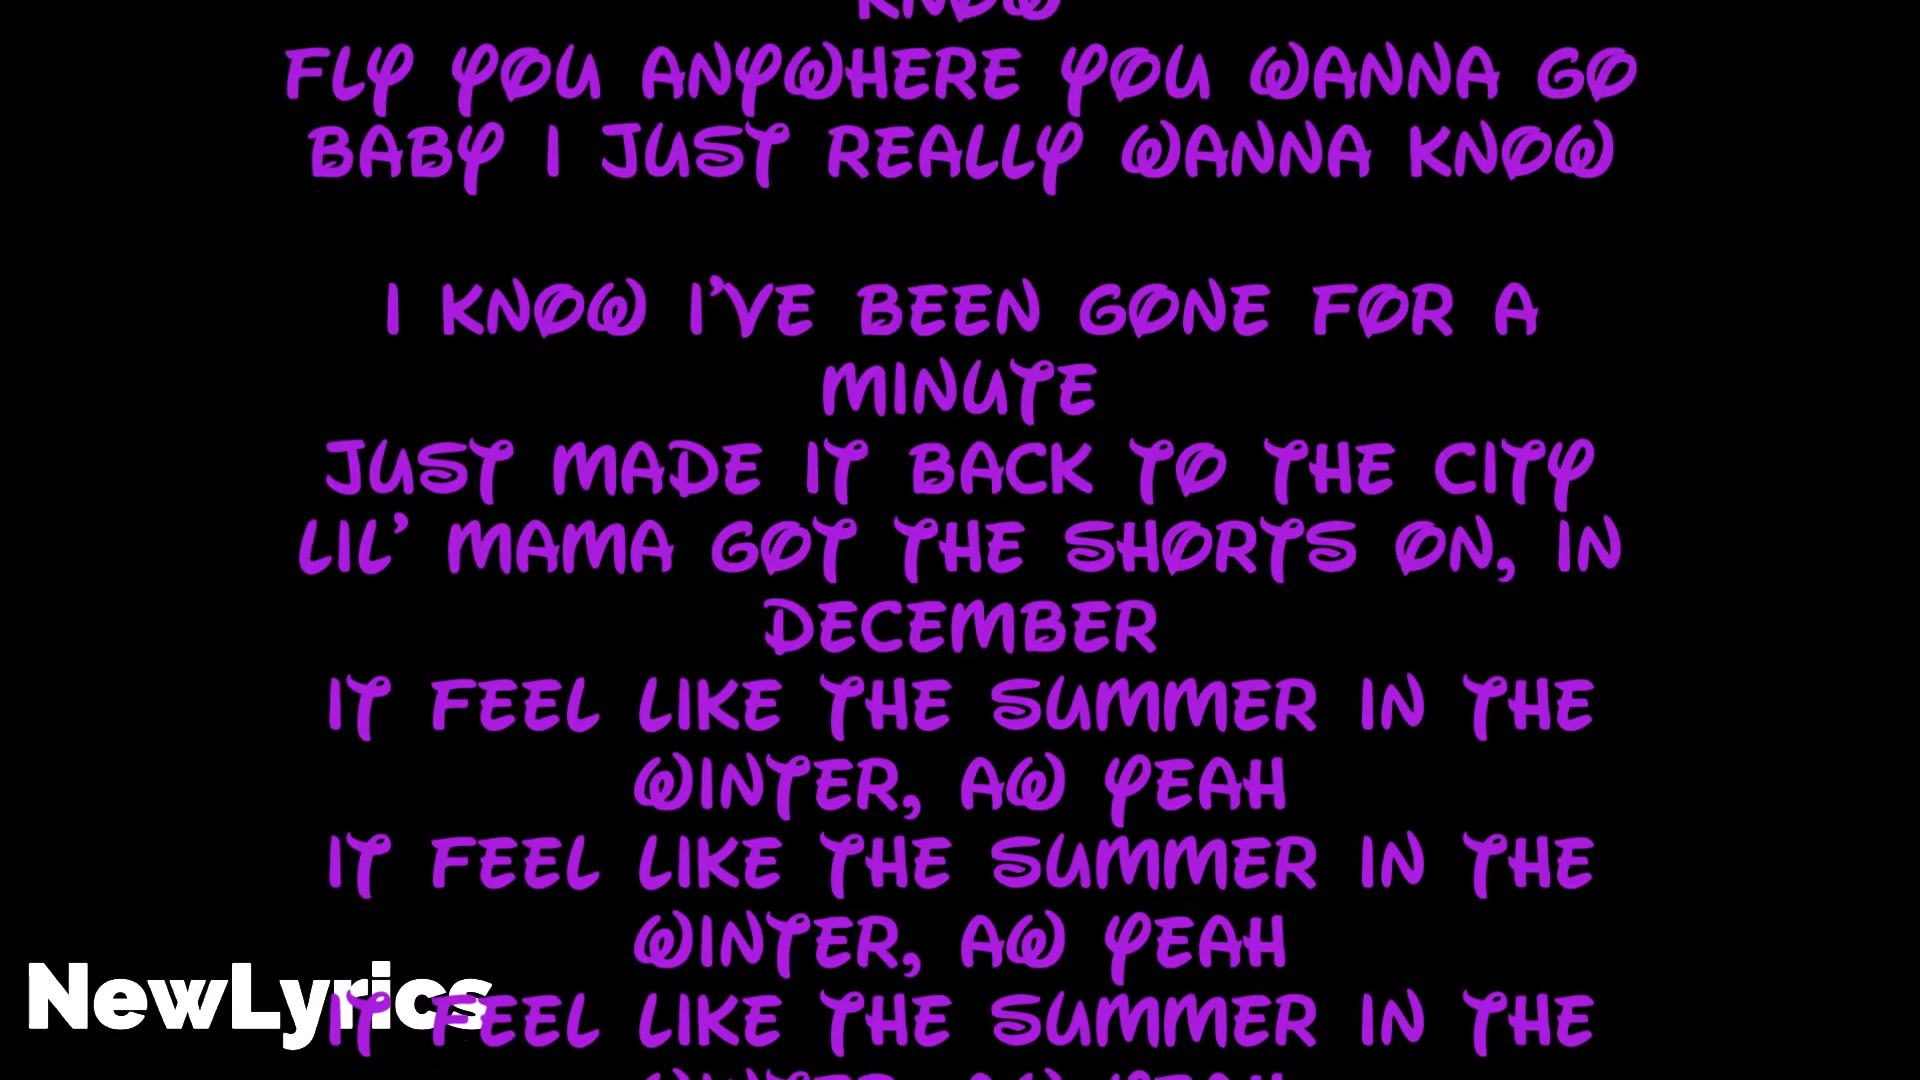 KNOW
FLY YOU ANYWHERE YOU WANNA GO
BABY I JUST REALLY WANNA KNOW
I KNOW I'VE BEEN GONE FOR A
MINUTE
JUST MADE IT BACK TO THE CITY
LIL' MAMA GOT THE SHORTS ON, IN
DECEMBER
IT FEEL LIKE THE SUMMER IN THE
WINTER, AW YEAH
IT FEEL LIKE THE SUMMER IN THE
WINTER, AW YEAH
NewLyrics
IT FEEL LIKE THE SUMMER IN THE